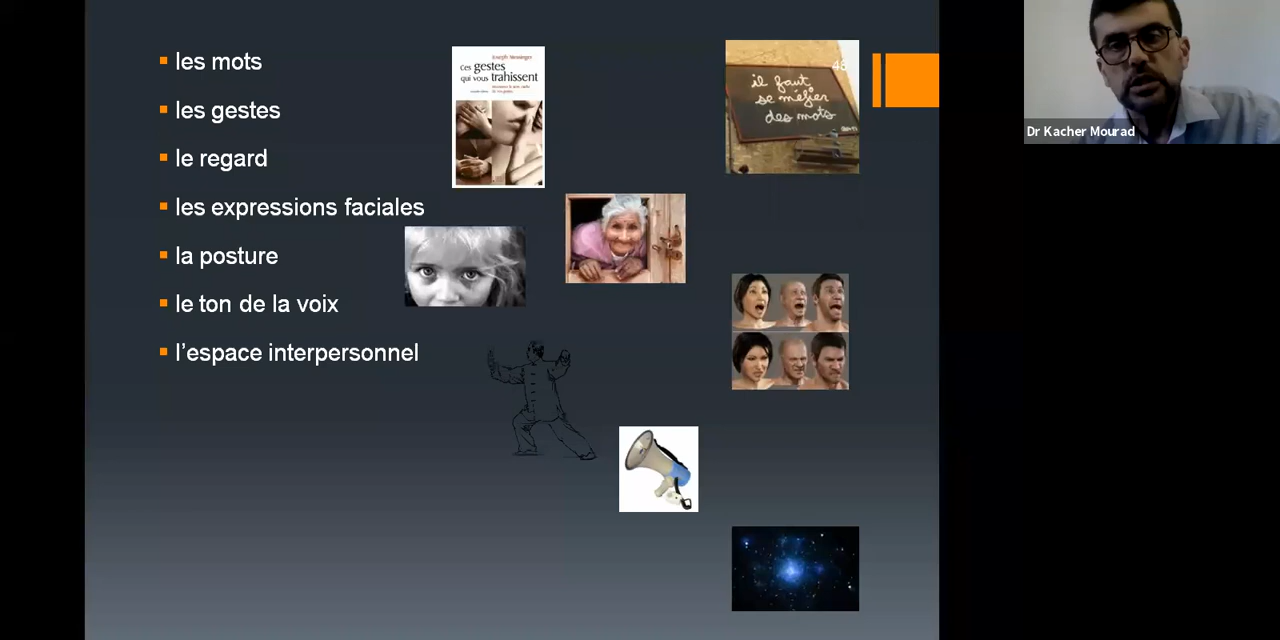 les mots
les gestes
le regard
les expressions faciales
la posture
le ton de la voix
l’espace interpersonnel
Joseph Messinger
Ces gestes
qui vous trahissent
48
il faut
se méfier
des mots
Dr Kacher Mourad